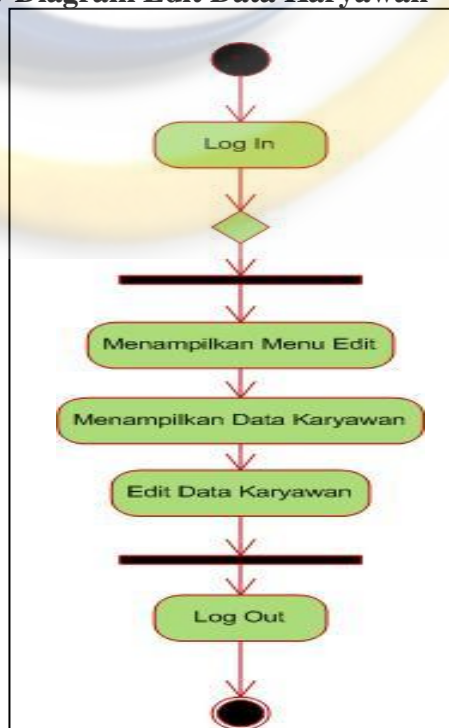 Diagram Edit Data Karyawan
Log In
Menampilkan Menu Edit
Menampilkan Data Karyawan
Edit Data Karyawan
Log Out